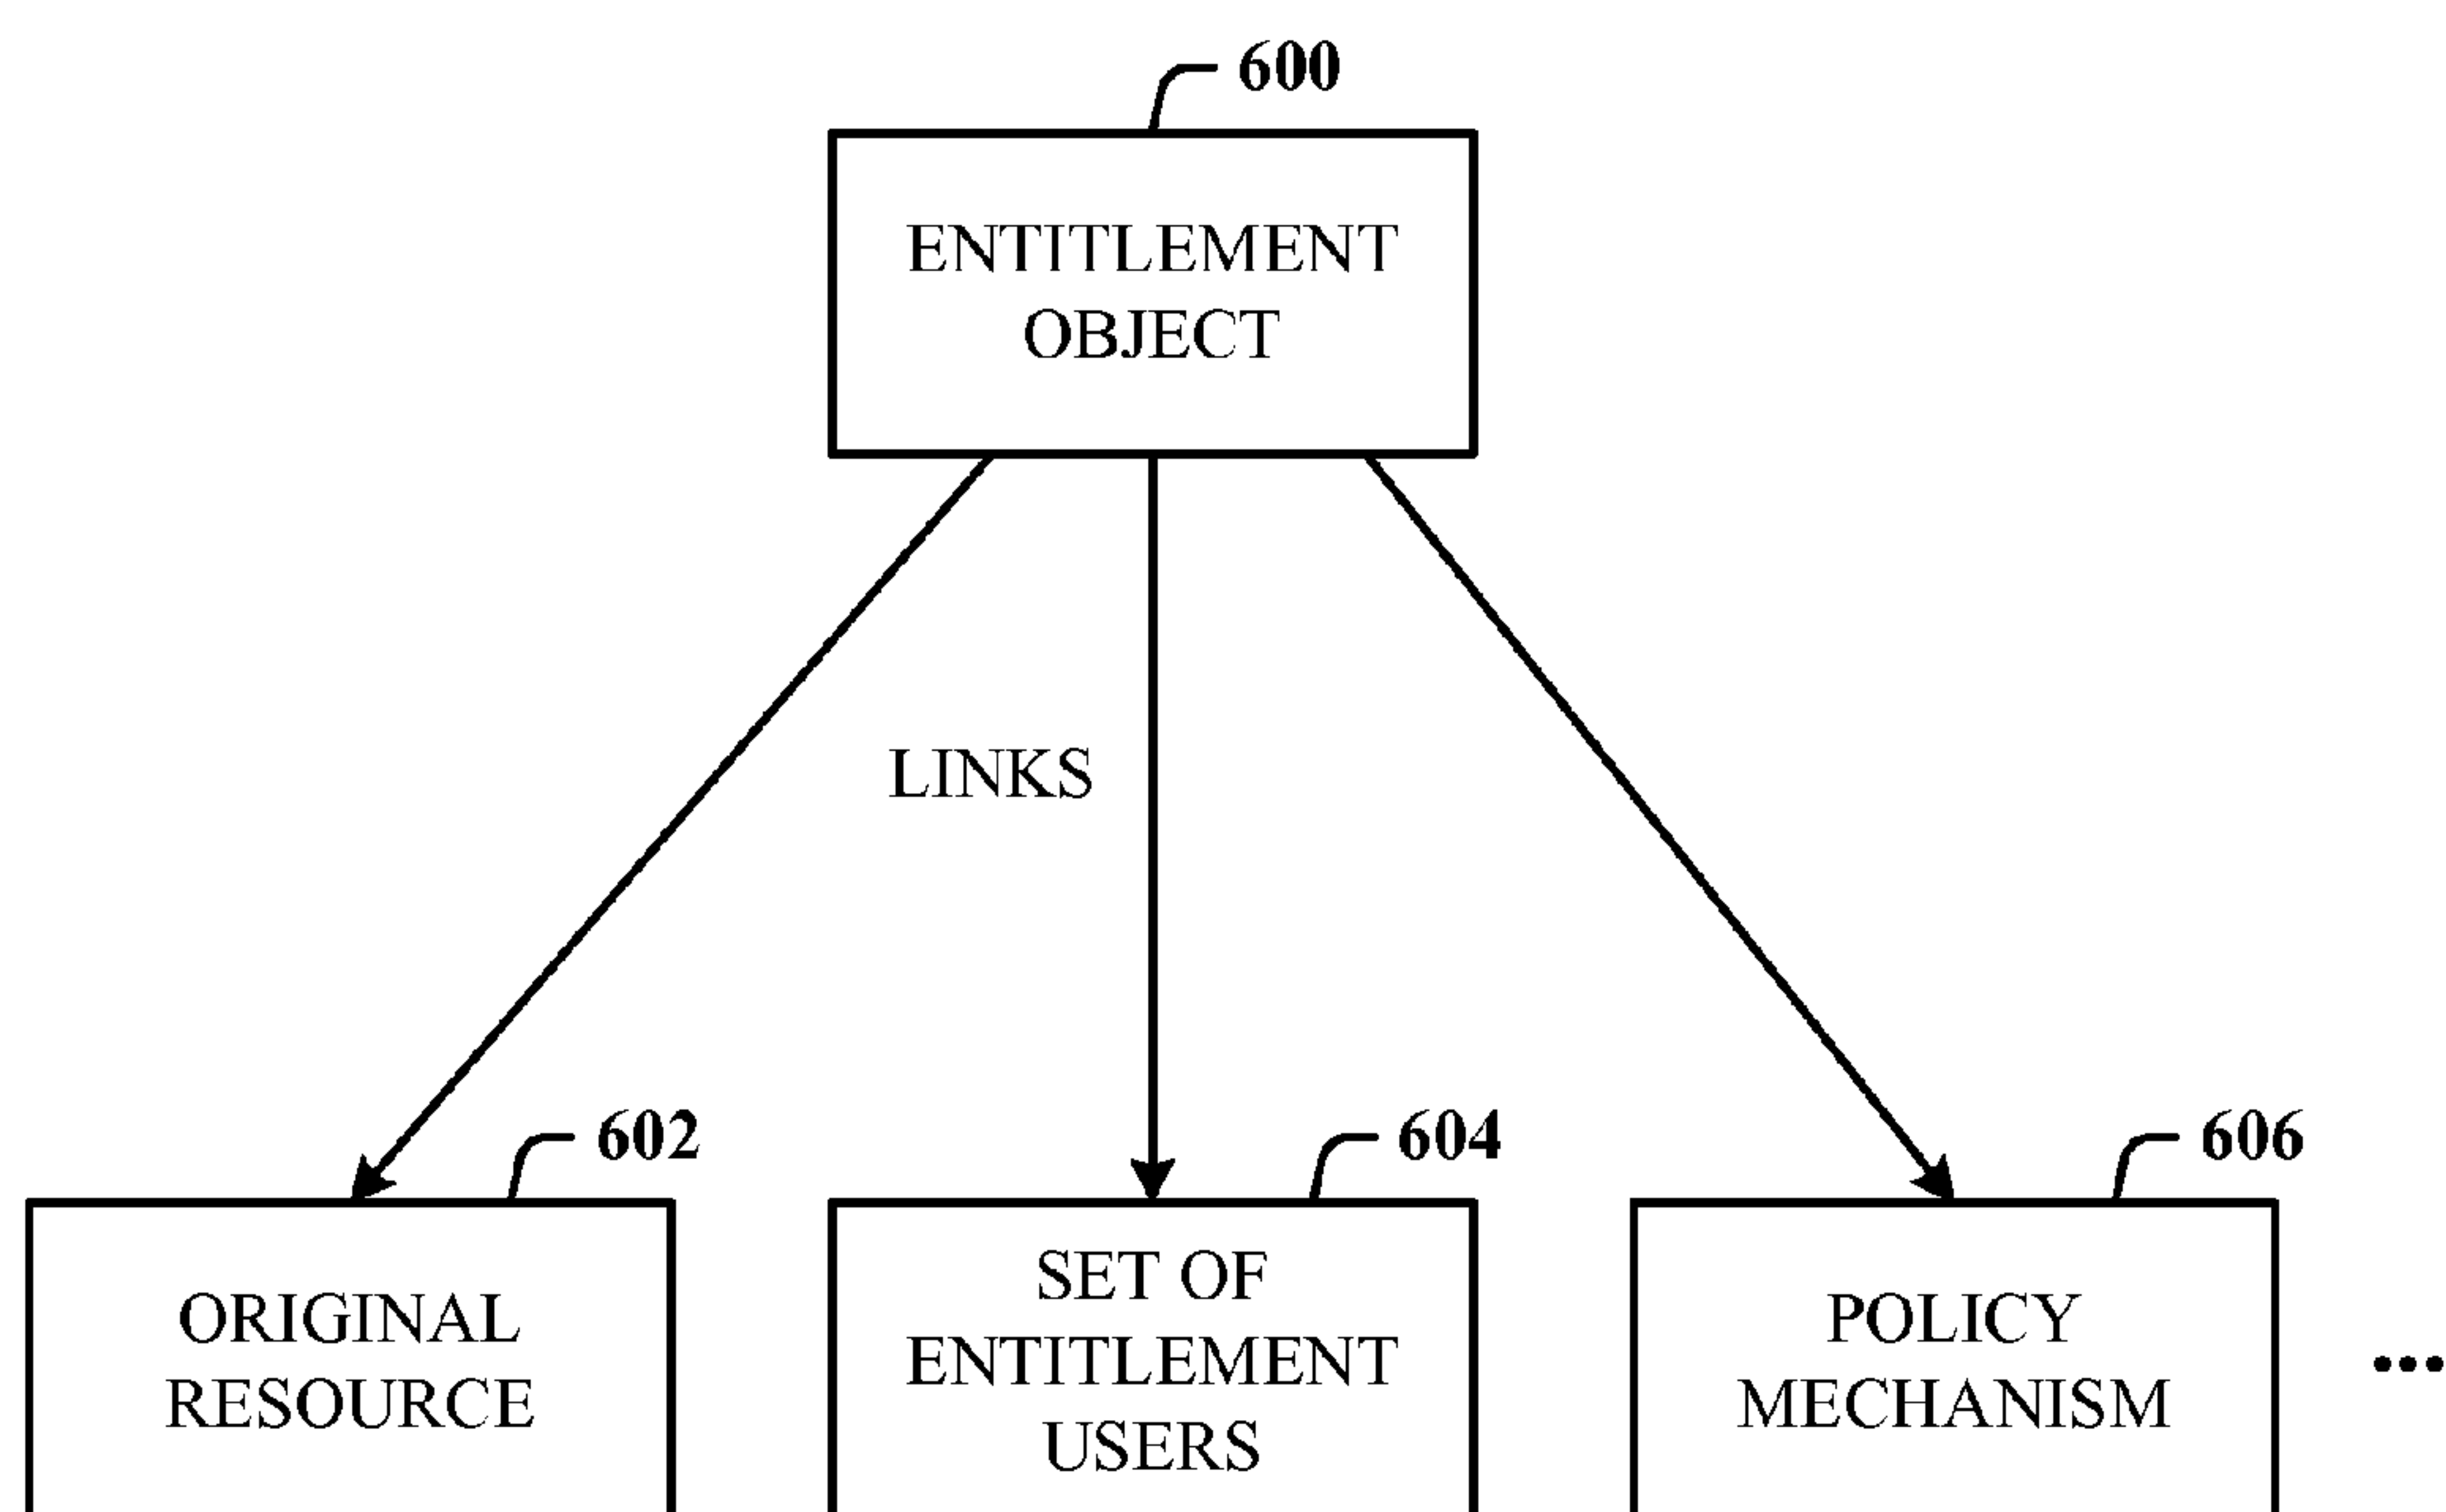 600
ENTITLEMENT
OBJECT
LINKS
602
604
606
ORIGINAL
RESOURCE
SET OF
ENTITLEMENT
USERS
POLICY
MECHANISM
...